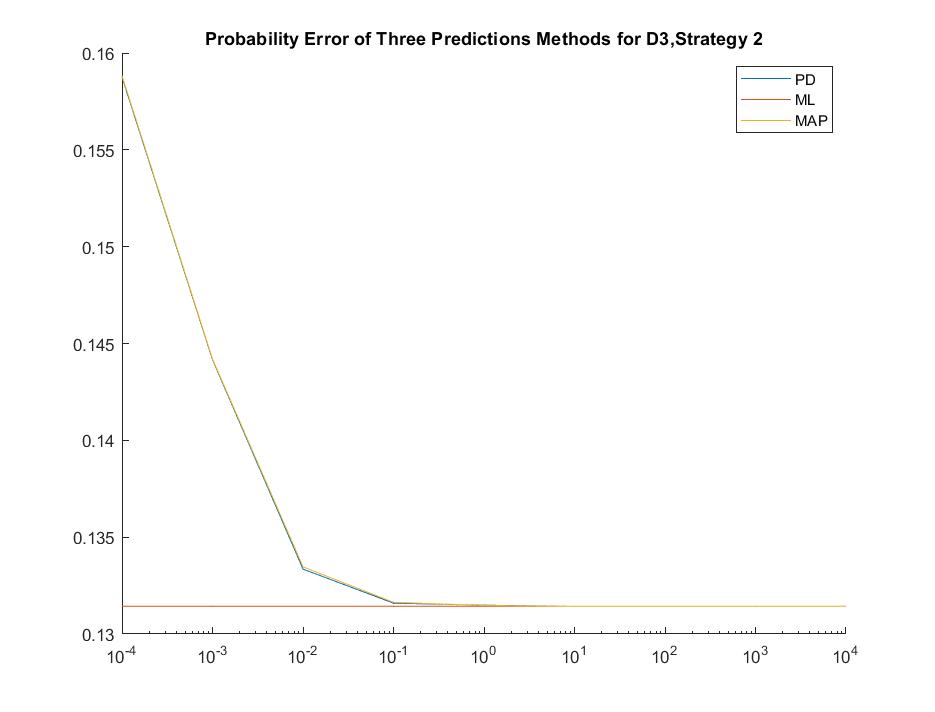 Probability Error of Three Predictions Methods for D3,Strategy 2
0.16
0.155
0.15
0.145
0.14
0.135
0.13
PD
ML
MAP
10^-4 10^-3 10^-2 10^-1 10^0 10^1 10^2 10^3 10^4